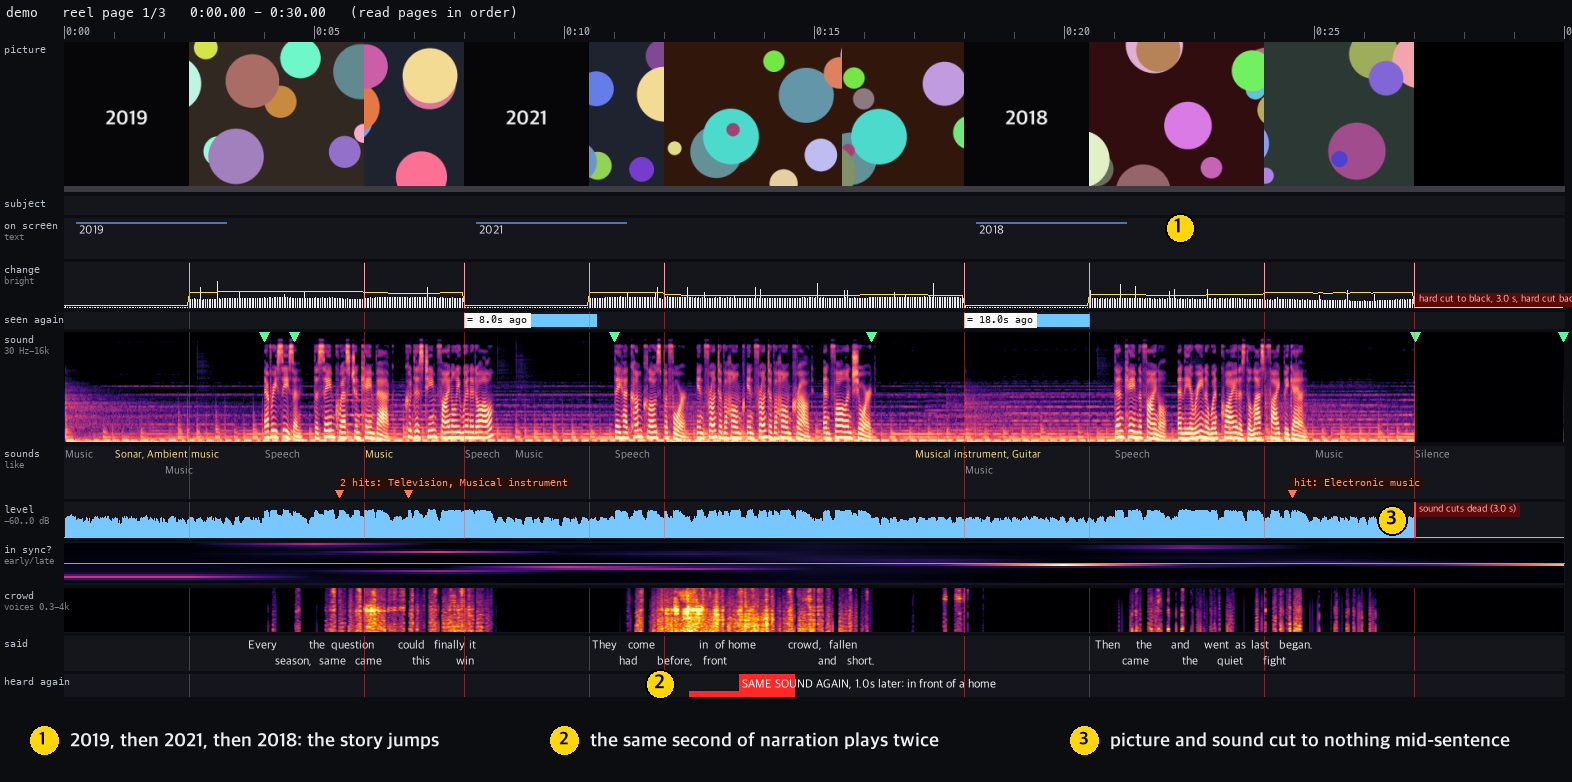 demo reel page 1/3 0:00.00 – 0:30.00 (read pages in order)
0:00 0:05 0:10 0:15 0:20 0:25
picture
2019 2021 2018
subject
on screen
text
2019 2021 2018 1
change
bright
hard cut to black, 3.0 s, hard cut bac
seen again
= 8.0s ago = 18.0s ago
sound
30 Hz–16k
sounds
like
Music Sonar, Ambient music Speech Music Speech Music Speech Musical instrument, Guitar Speech Music Silence
Music Music
2 hits: Television, Musical instrument hit: Electronic music
level
−60..0 dB
3 sound cuts dead (3.0 s)
in sync?
early/late
crowd
voices 0.3–4k
said
Every the question could finally it They come in of home crowd, fallen Then the and went as last began.
season, same came this win had before, front and short. came the quiet fight
heard again
2 SAME SOUND AGAIN, 1.0s later: in front of a home
1 2019, then 2021, then 2018: the story jumps
2 the same second of narration plays twice
3 picture and sound cut to nothing mid-sentence